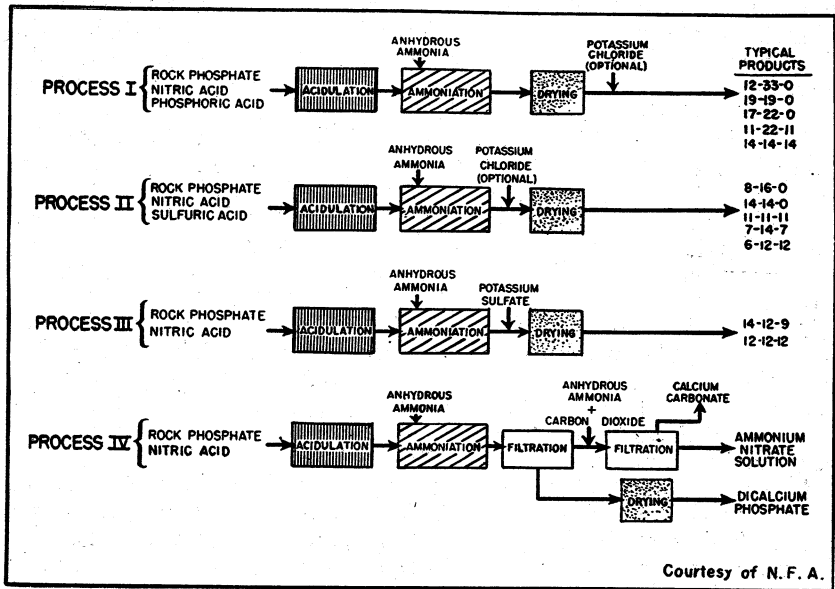 ANHYDROUS
AMMONIA
POTASSIUM
CHLORIDE
(OPTIONAL)
TYPICAL
PRODUCTS
PROCESS I
ROCK PHOSPHATE
NITRIC ACID
PHOSPHORIC ACID
ACIDULATION
AMMONIATION
DRYING
12-33-0
19-19-0
17-22-0
11-22-11
14-14-14
ANHYDROUS
AMMONIA
POTASSIUM
CHLORIDE
(OPTIONAL)
PROCESS II
ROCK PHOSPHATE
NITRIC ACID
SULFURIC ACID
ACIDULATION
AMMONIATION
DRYING
8-16-0
14-14-0
11-11-11
7-14-7
6-12-12
ANHYDROUS
AMMONIA
POTASSIUM
SULFATE
PROCESS III
ROCK PHOSPHATE
NITRIC ACID
ACIDULATION
AMMONIATION
DRYING
14-12-9
12-12-12
ANHYDROUS
AMMONIA
ANHYDROUS
AMMONIA
+
CARBON DIOXIDE
CALCIUM
CARBONATE
PROCESS IV
ROCK PHOSPHATE
NITRIC ACID
ACIDULATION
AMMONIATION
FILTRATION
FILTRATION
AMMONIUM
NITRATE
SOLUTION
DRYING
DICALCIUM
PHOSPHATE
Courtesy of N. F. A.